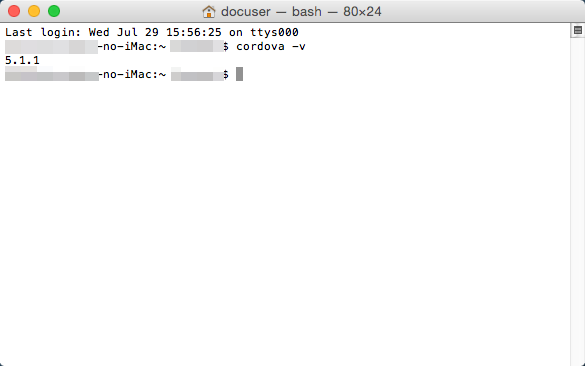 docuser — bash — 80×24
Last login: Wed Jul 29 15:56:25 on ttys000
-no-iMac:~ $ cordova -v
5.1.1
-no-iMac:~ $